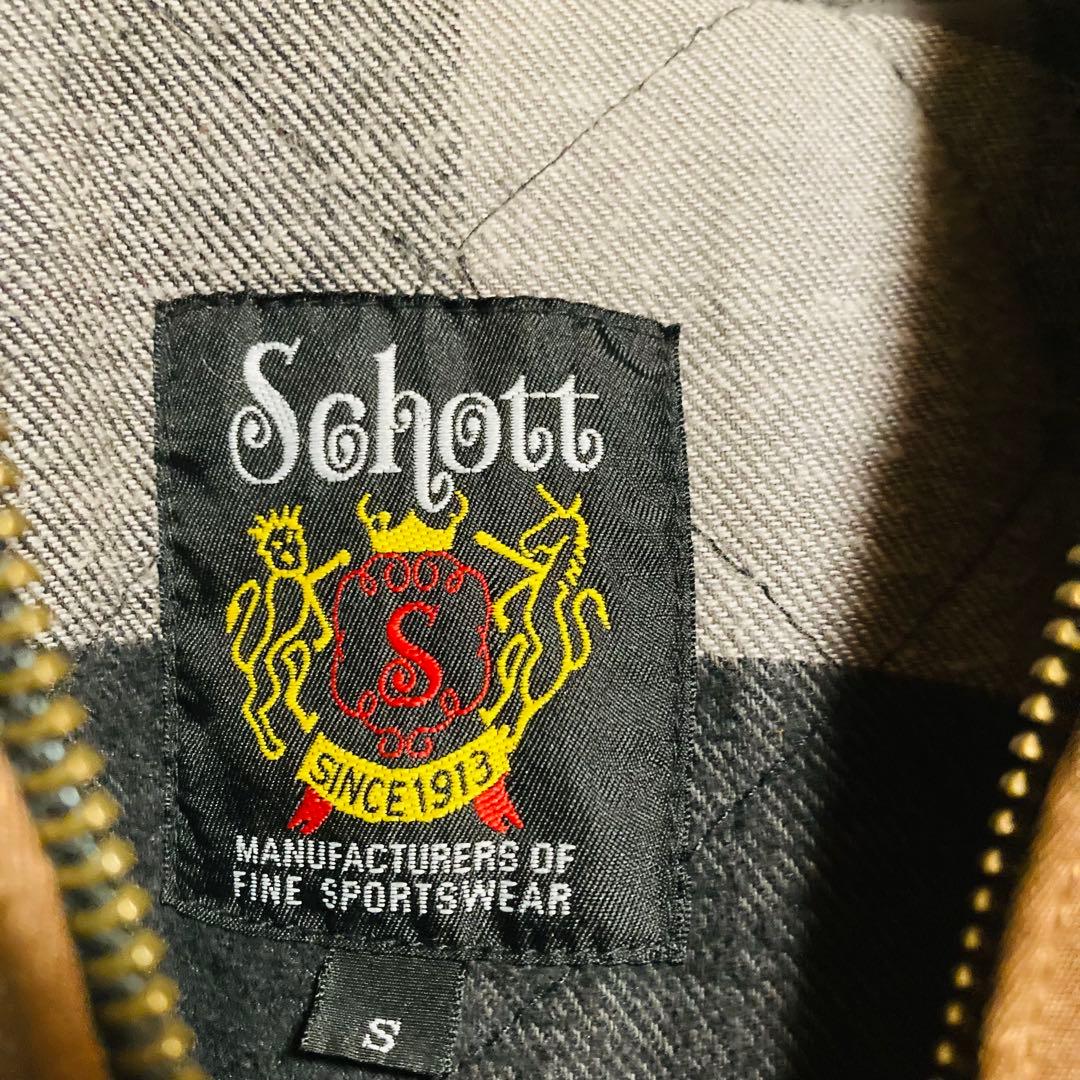 Schott
S
SINCE 1913
MANUFACTURERS OF
FINE SPORTSWEAR
S